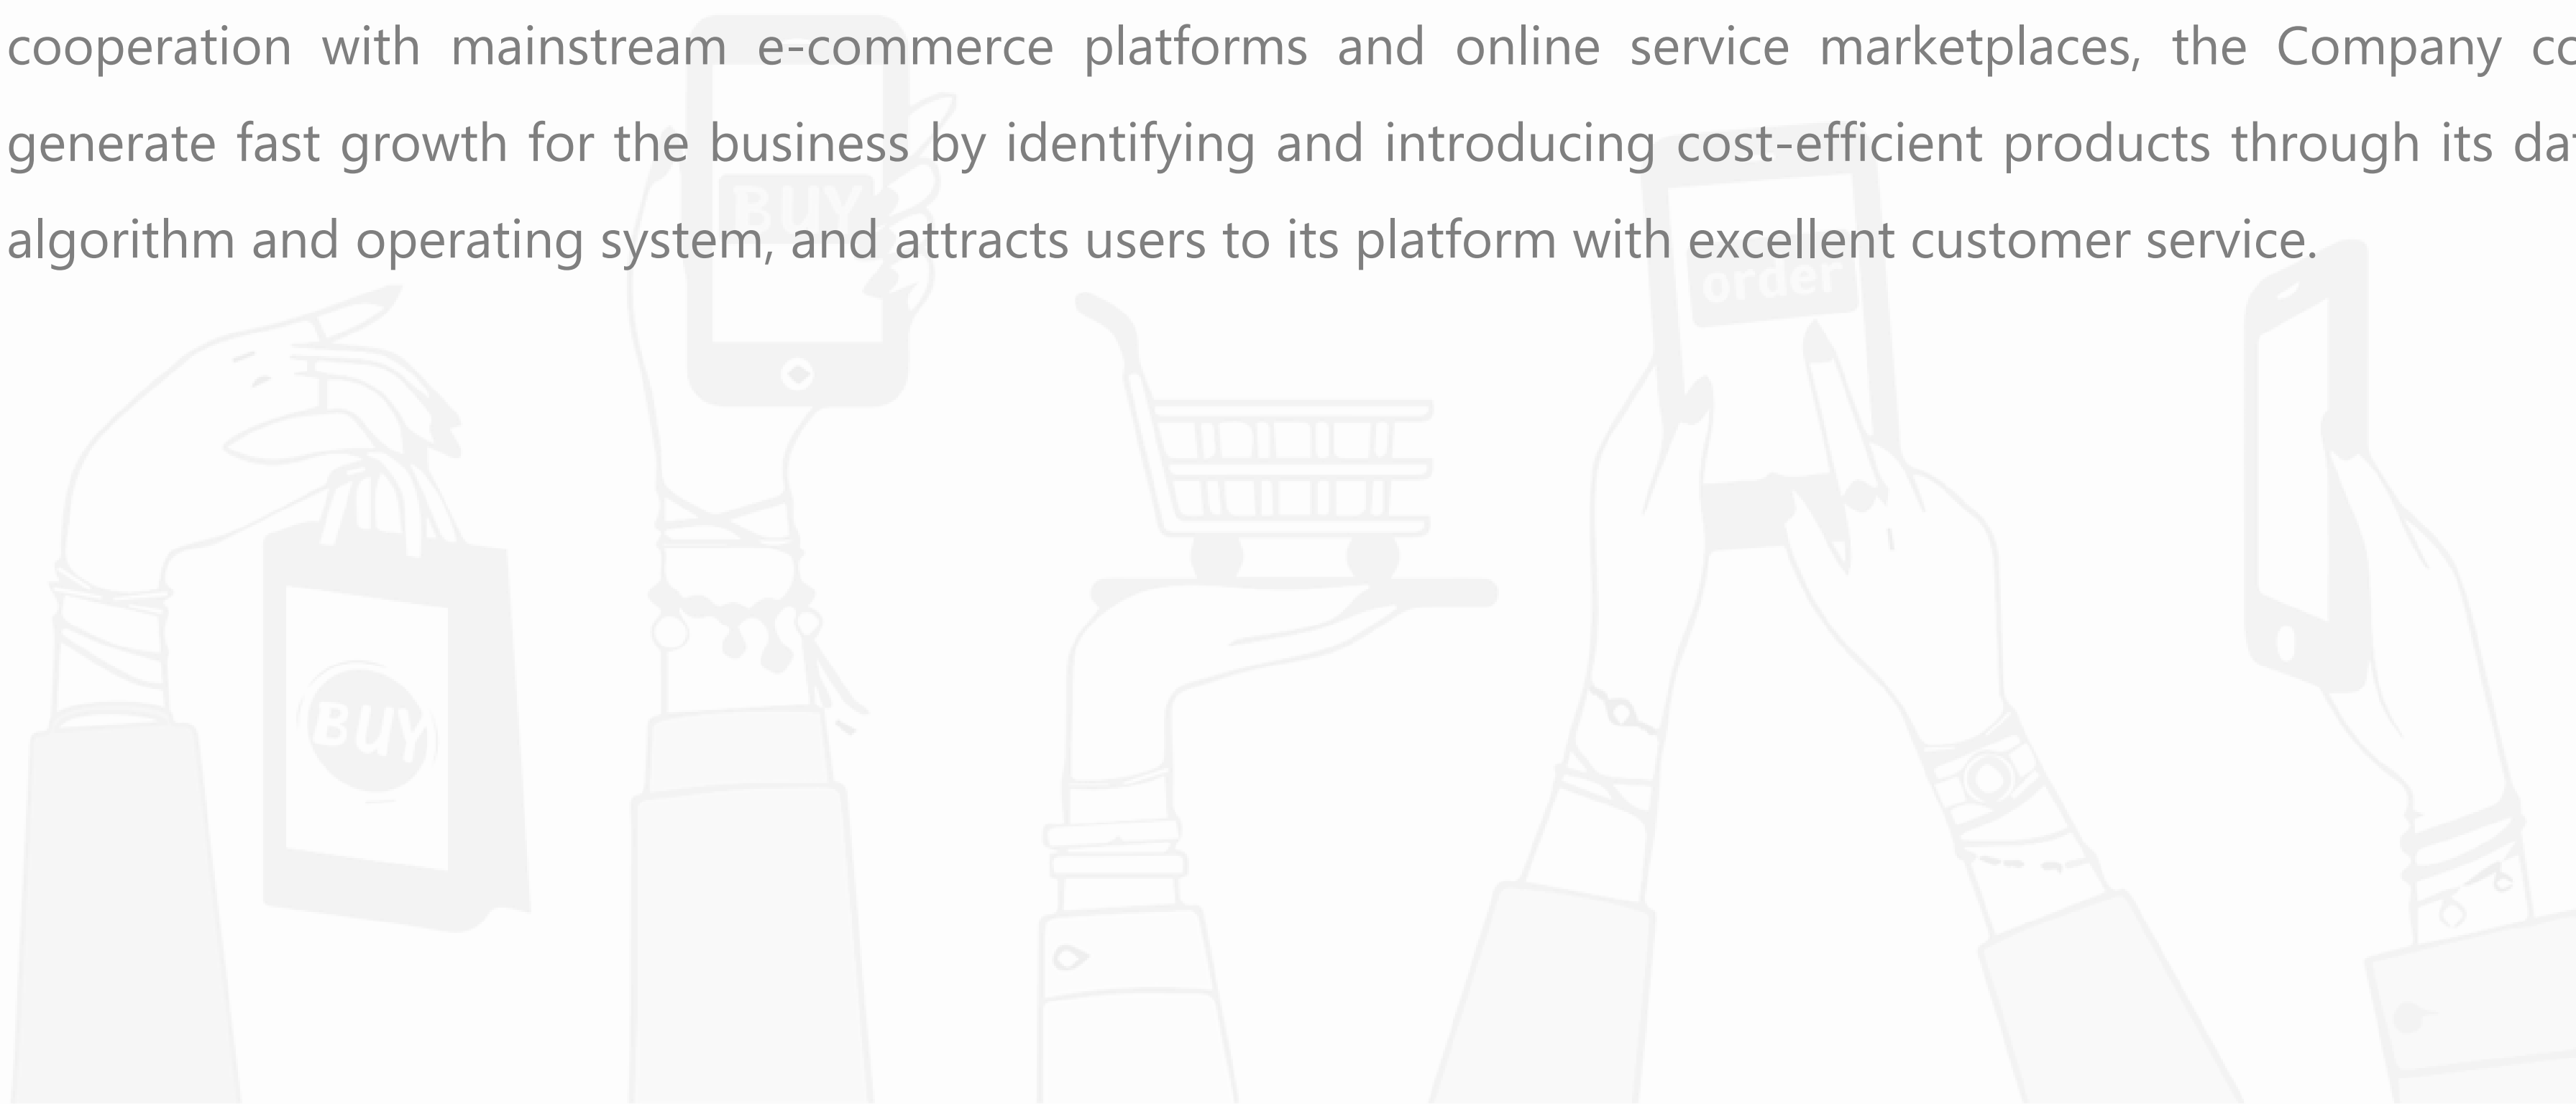 cooperation with mainstream e-commerce platforms and online service marketplaces, the Company
generate fast growth for the business by identifying and introducing cost-efficient products through its
algorithm and operating system, and attracts users to its platform with excellent customer service.
BUY
order
BUY